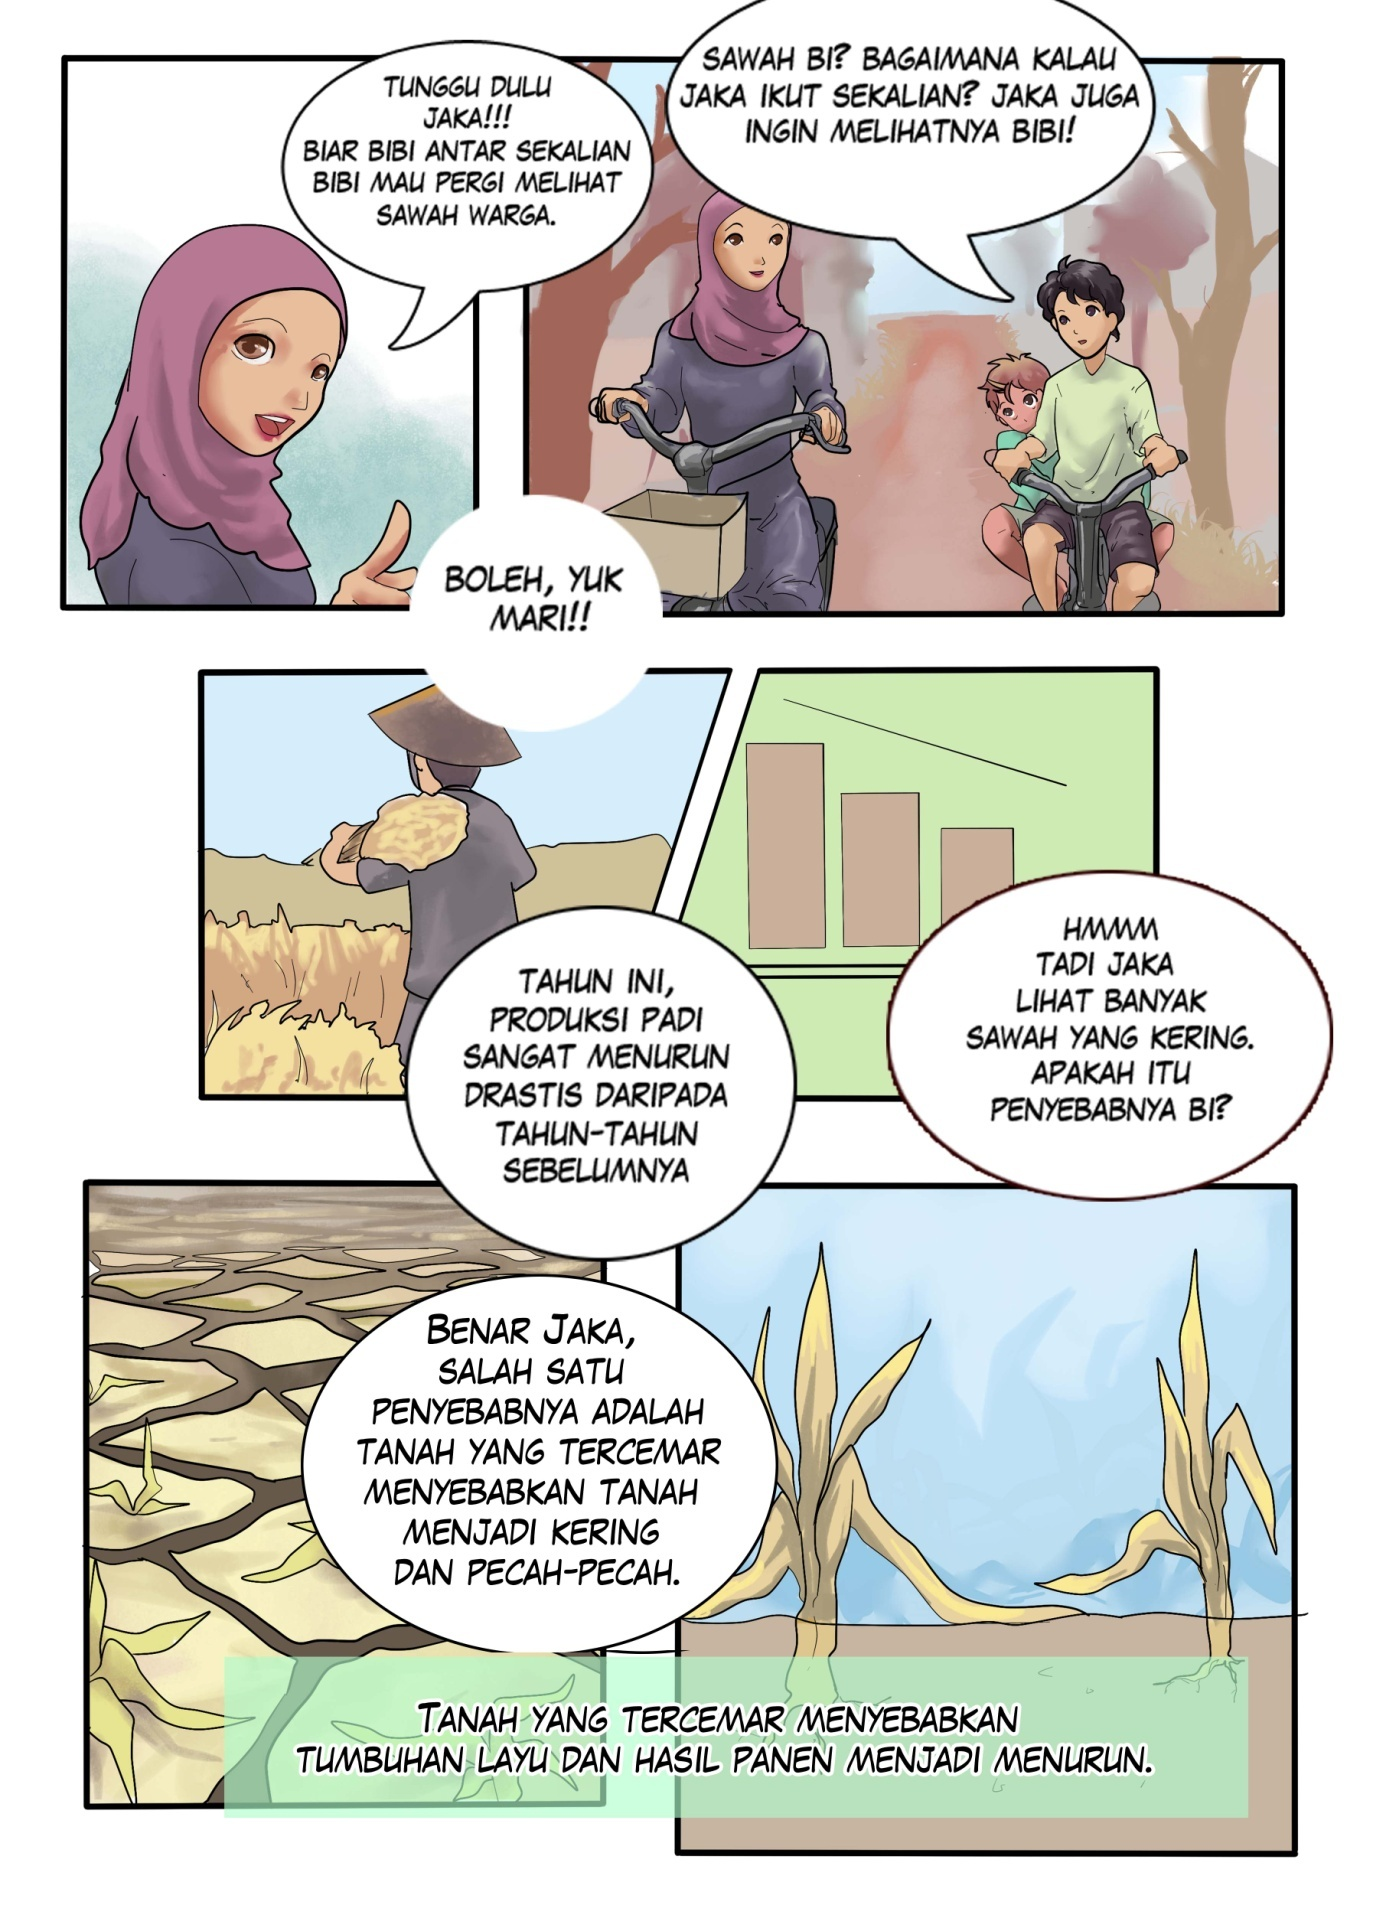 TUNGGU DULU
JAKA!!!
BIAR BIBI ANTAR SEKALIAN
BIBI MAU PERGI MELIHAT
SAWAH WARGA.
SAWAH BI? BAGAIMANA KALAU
JAKA IKUT SEKALIAN? JAKA JUGA
INGIN MELIHATNYA BIBI!
BOLEH, YUK
MARI!!
TAHUN INI,
PRODUKSI PADI
SANGAT MENURUN
DRASTIS DARIPADA
TAHUN-TAHUN
SEBELUMNYA
HMMM
TADI JAKA
LIHAT BANYAK
SAWAH YANG KERING.
APAKAH ITU
PENYEBABNYA BI?
BENAR JAKA,
SALAH SATU
PENYEBABNYA ADALAH
TANAH YANG TERCEMAR
MENYEBABKAN TANAH
MENJADI KERING
DAN PECAH-PECAH.
TANAH YANG TERCEMAR MENYEBABKAN
TUMBUHAN LAYU DAN HASIL PANEN MENJADI MENURUN.